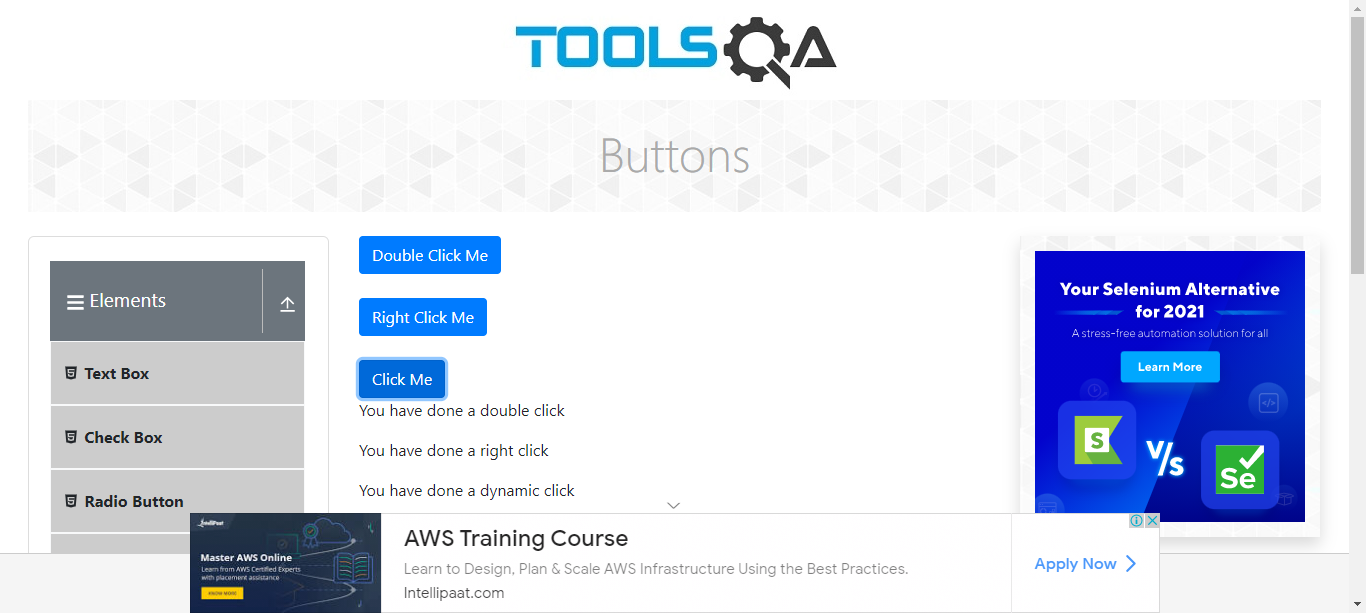 TOOLSQA
Buttons
Elements
Text Box
Check Box
Radio Button
Double Click Me
Right Click Me
Click Me
You have done a double click
You have done a right click
You have done a dynamic click
Your Selenium Alternative
for 2021
A stress-free automation solution for all
Learn More
S
V/s
Se
</>
Intellipaat
Master AWS Online
Learn from AWS Certified Experts
with placement assistance
KNOW MORE
AWS Training Course
Learn to Design, Plan & Scale AWS Infrastructure Using the Best Practices.
Intellipaat.com
Apply Now